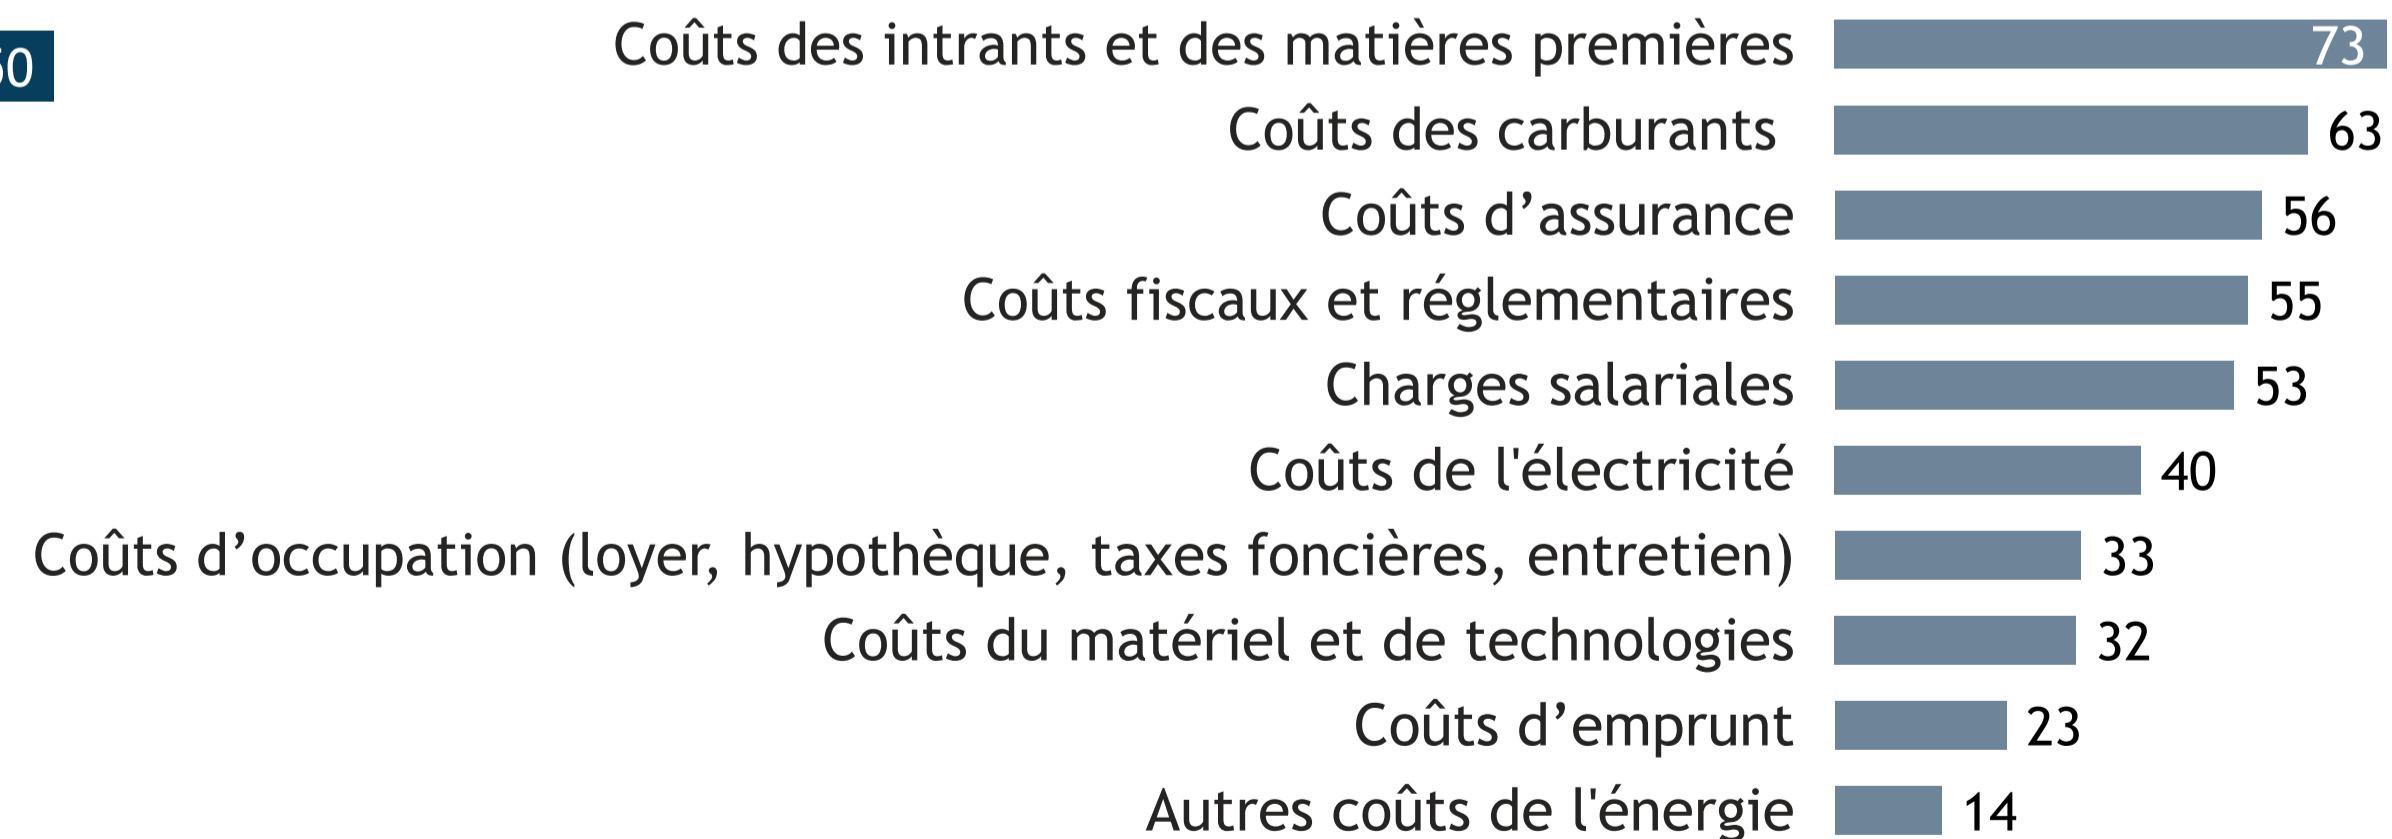 Coûts des intrants et des matières premières 73
Coûts des carburants 63
Coûts d’assurance 56
Coûts fiscaux et réglementaires 55
Charges salariales 53
Coûts de l'électricité 40
Coûts d’occupation (loyer, hypothèque, taxes foncières, entretien) 33
Coûts du matériel et de technologies 32
Coûts d’emprunt 23
Autres coûts de l'énergie 14